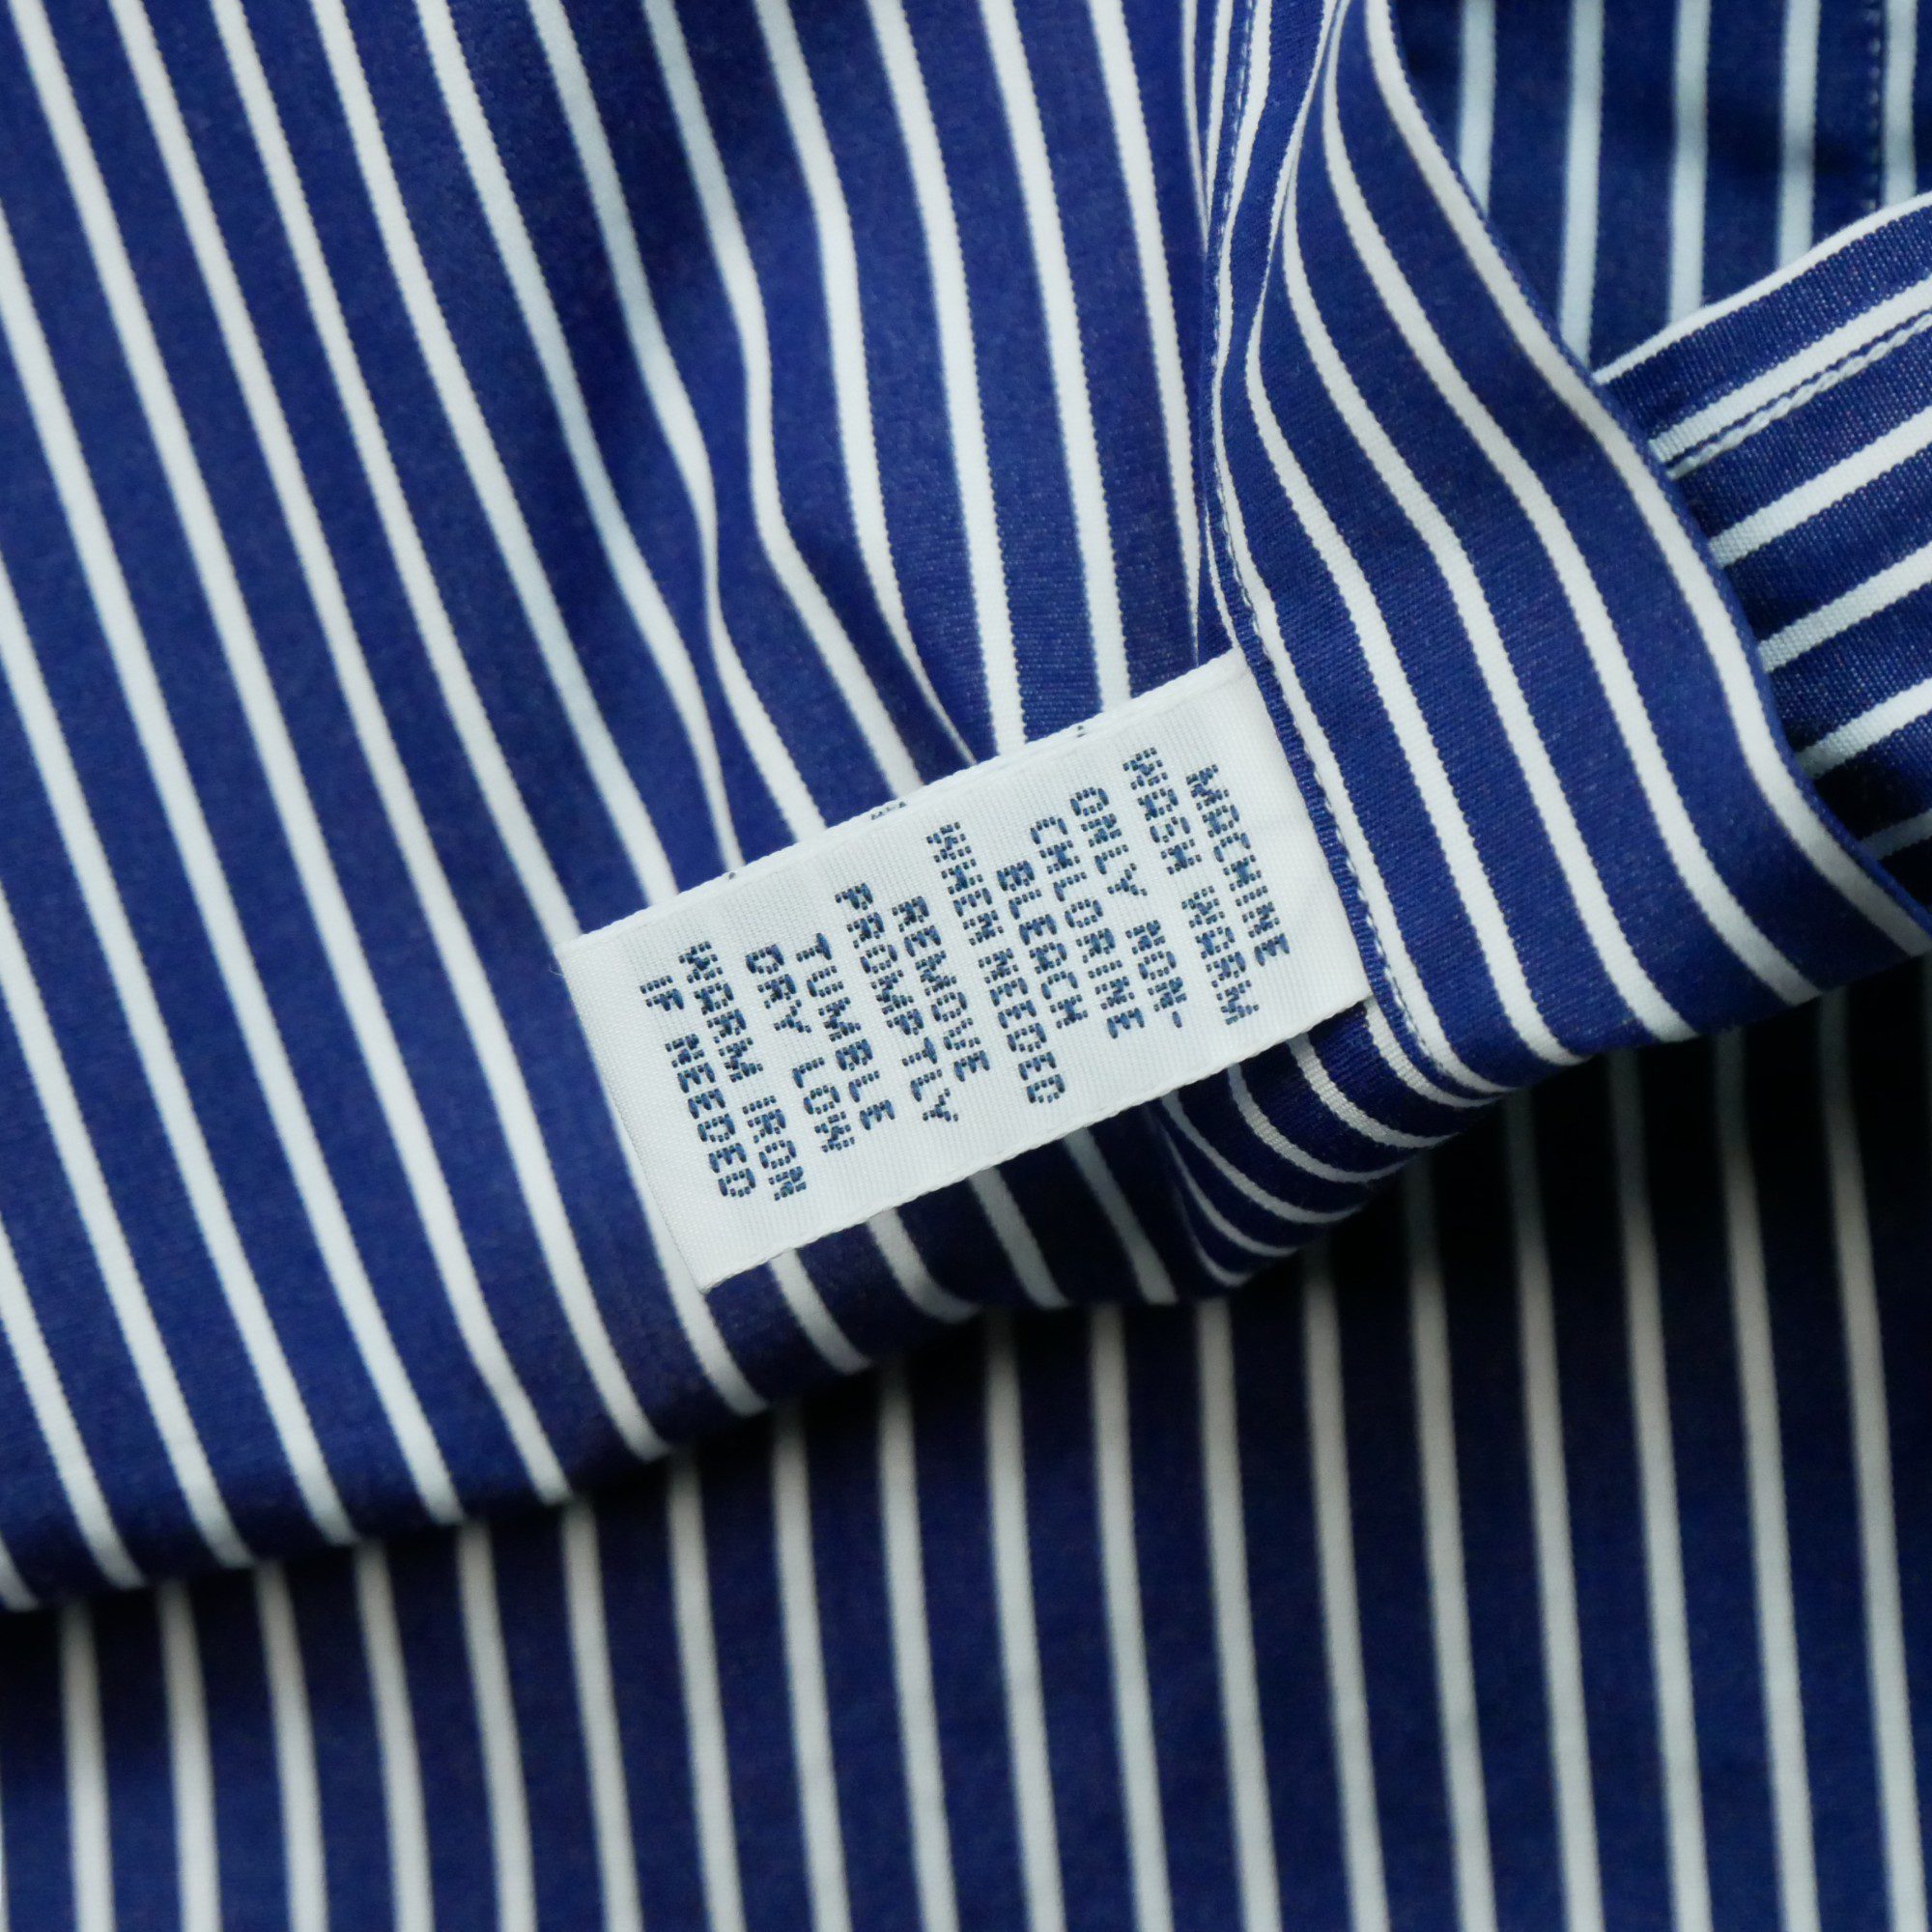 MACHINE
WASH WARM
ONLY NON-
CHLORINE
BLEACH
WHEN NEEDED
REMOVE
PROMPTLY
TUMBLE
DRY LOW
WARM IRON
IF NEEDED